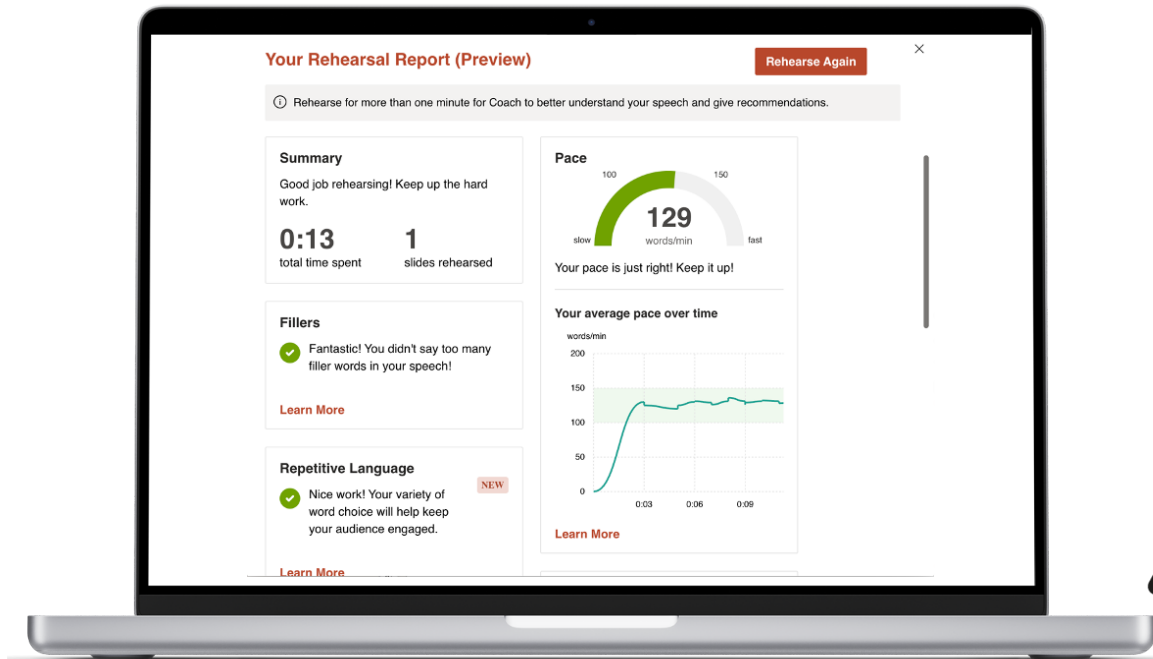 Your Rehearsal Report (Preview)
Rehearse Again
Rehearse for more than one minute for Coach to better understand your speech and give recommendations.
Summary
Good job rehearsing! Keep up the hard
work.
0:13
total time spent
1
slides rehearsed
Fillers
Fantastic! You didn't say too many
filler words in your speech!
Learn More
Repetitive Language
NEW
Nice work! Your variety of
word choice will help keep
your audience engaged.
Learn More
Pace
100
150
129
slow
words/min
fast
Your pace is just right! Keep it up!
Your average pace over time
words/min
200
150
100
50
0
0:03
0:06
0:09
Learn More